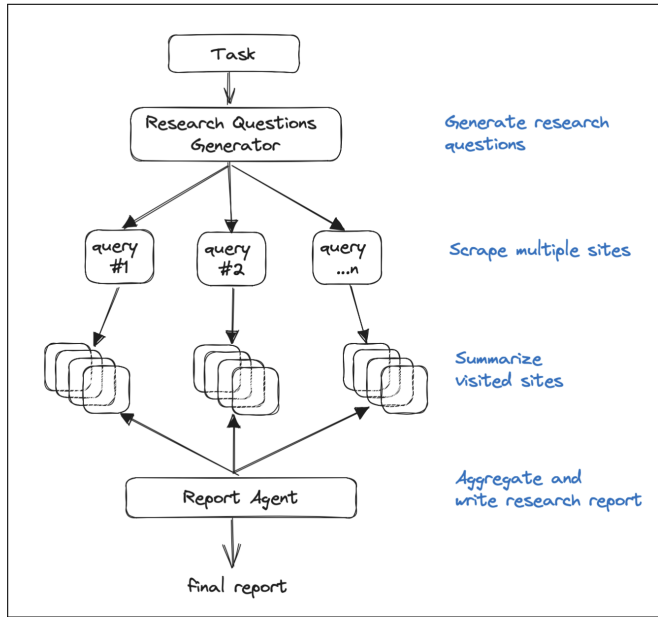 Task
Research Questions
Generator
Generate research
questions
query
#1
query
#2
query
...n
Scrape multiple sites
Summarize
visited sites
Report Agent
Aggregate and
write research report
final report